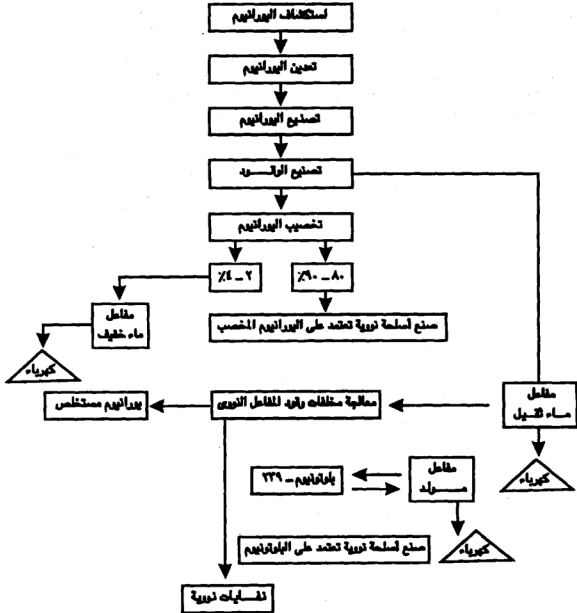 استكشاف اليورانيوم
تعدين اليورانيوم
تصنيع اليورانيوم
تصنيع الوقود
تخصيب اليورانيوم
٢ - ٤٪
٨٠ - ٩٠٪
مفاعل
ماء خفيف
صنع أسلحة نووية تعتمد على اليورانيوم المخصب
كهرباء
مفاعل
ماء ثقيل
معالجة مخلفات وقود المفاعل النووى
يورانيوم مستخلص
كهرباء
مفاعل
مولد
بلوتونيوم - ٢٣٩
كهرباء
صنع أسلحة نووية تعتمد على البلوتونيوم
نفايات نووية